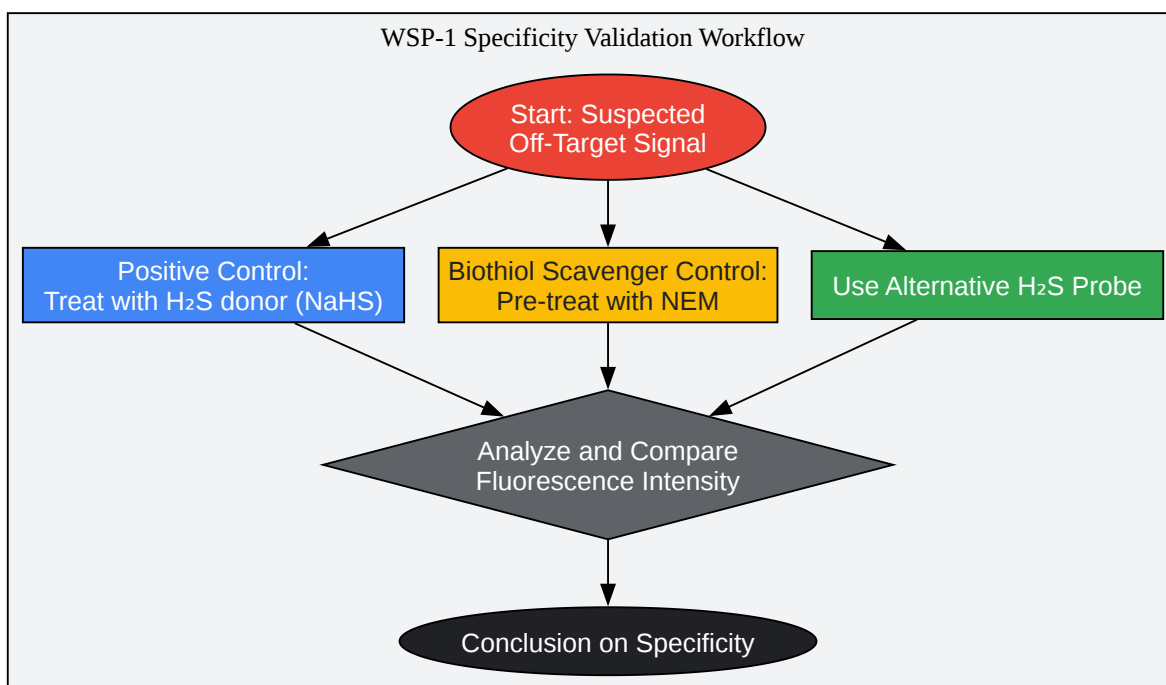 WSP-1 Specificity Validation Workflow
Start: Suspected
Off-Target Signal
Positive Control:
Treat with H₂S donor (NaHS)
Biothiol Scavenger Control:
Pre-treat with NEM
Use Alternative H₂S Probe
Analyze and Compare
Fluorescence Intensity
Conclusion on Specificity